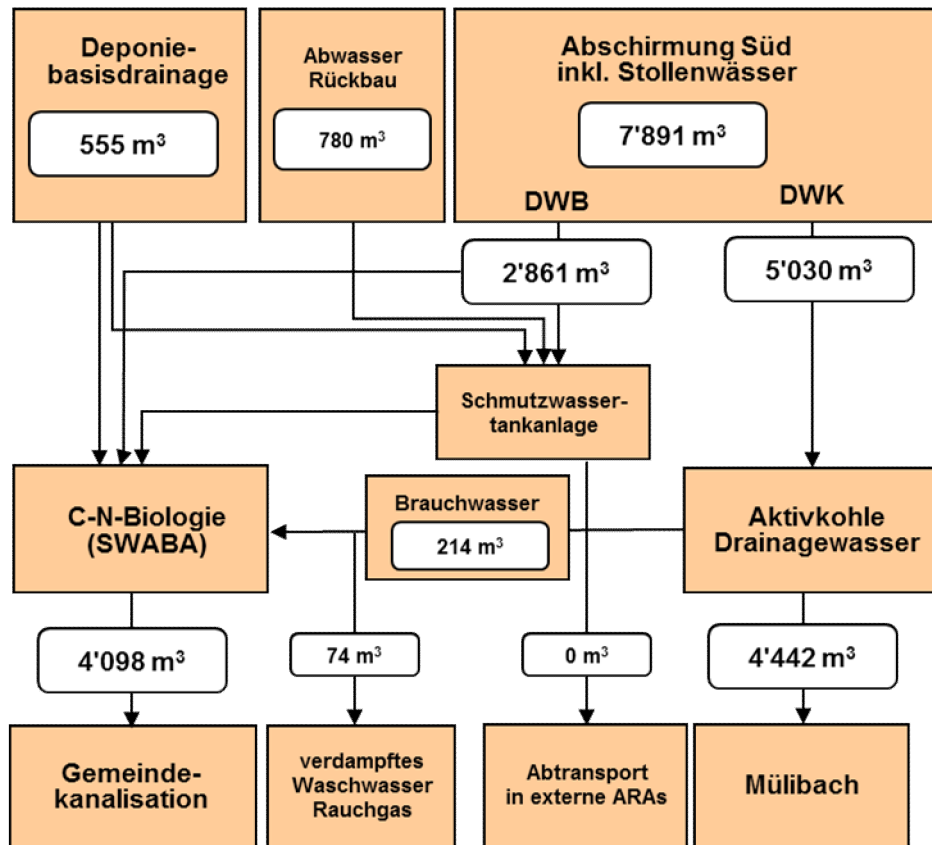 Deponie-
basisdrainage
555 m³
Abwasser
Rückbau
780 m³
Abschirmung Süd
inkl. Stollenwässer
7'891 m³
DWB
DWK
2'861 m³
5'030 m³
Schmutzwasser-
tankanlage
C-N-Biologie
(SWABA)
Brauchwasser
214 m³
Aktivkohle
Drainagewasser
4'098 m³
74 m³
0 m³
4'442 m³
Gemeinde-
kanalisation
verdampftes
Waschwasser
Rauchgas
Abtransport
in externe ARAs
Mülibach